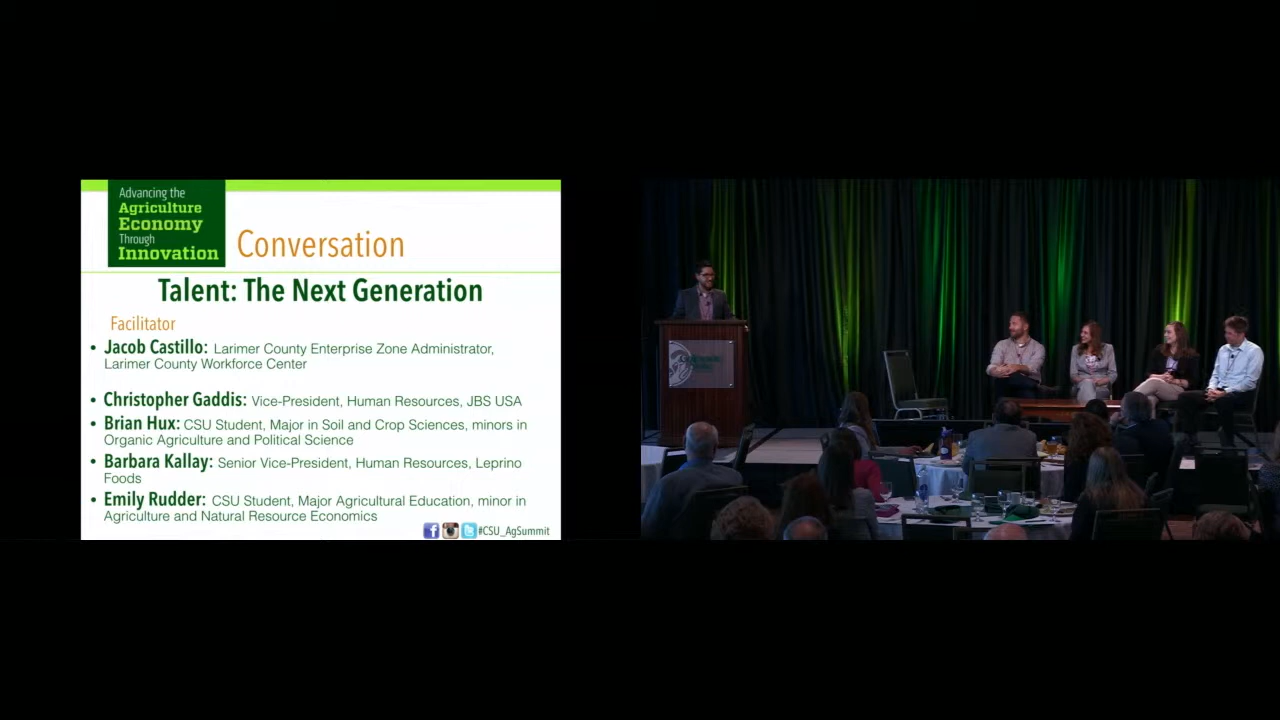 Advancing the
Agriculture
Economy
Through
Innovation
Conversation
Talent: The Next Generation
Facilitator
• Jacob Castillo: Larimer County Enterprise Zone Administrator,
Larimer County Workforce Center
• Christopher Gaddis: Vice-President, Human Resources, JBS USA
• Brian Hux: CSU Student, Major in Soil and Crop Sciences, minors in
Organic Agriculture and Political Science
• Barbara Kallay: Senior Vice-President, Human Resources, Leprino
Foods
• Emily Rudder: CSU Student, Major Agricultural Education, minor in
Agriculture and Natural Resource Economics
#CSU_AgSummit